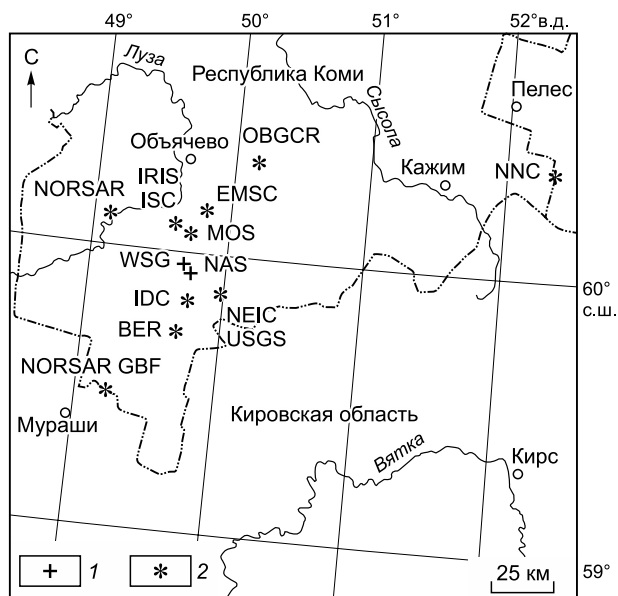 49°
50°
51°
52°в.д.
С
Луза
Республика Коми
Сысола
Пелес
Объячево
OBGCR
Кажим
NNC
IRIS
ISC
NORSAR
EMSC
MOS
WSG
NAS
60°
с.ш.
IDC
NEIC
USGS
BER
NORSAR GBF
Мураши
Кировская область
Вятка
Кирс
1
2
25 км
59°